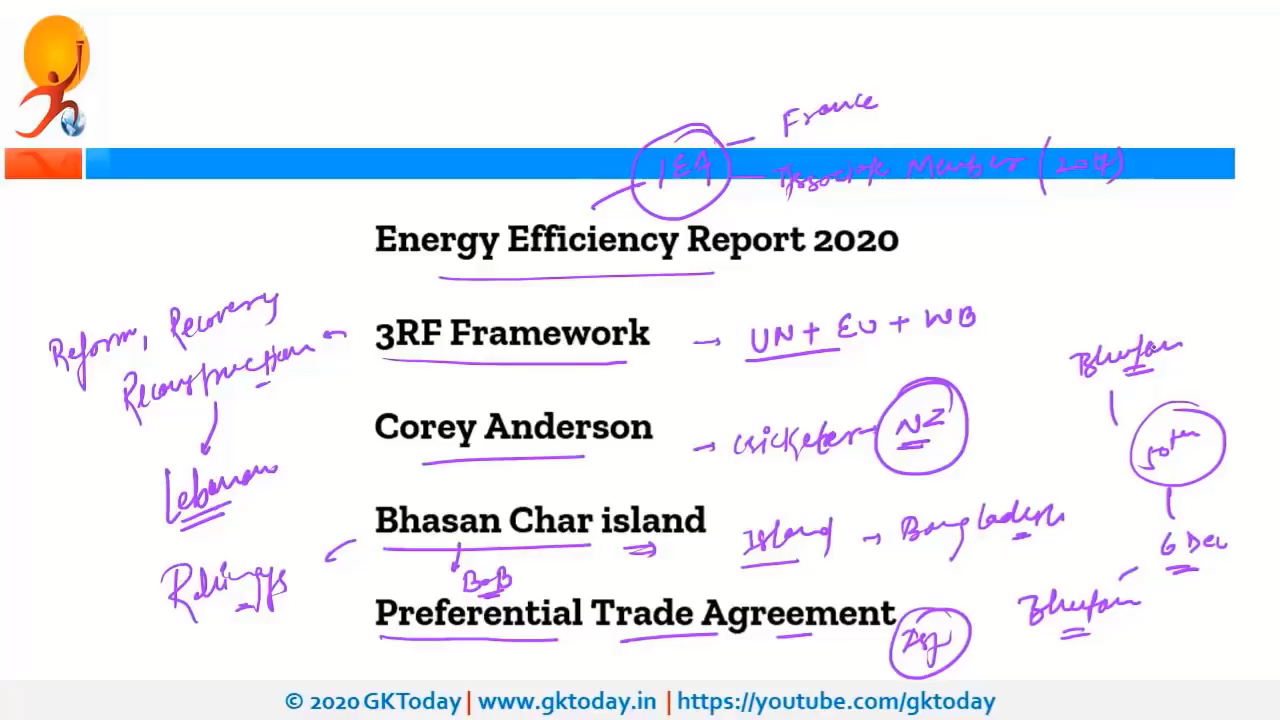 France
IEA
Associate Member (2017)
Energy Efficiency Report 2020
Reform, Recovery
Reconstruction
3RF Framework → UN + EU + WB
Lebanon
Bhutan
Corey Anderson → cricketer NZ
50th
Bhasan Char island
Island → Bangladesh
6 Dec
BoB
Preferential Trade Agreement
Bhutan
© 2020 GKToday | www.gktoday.in | https://youtube.com/gktoday